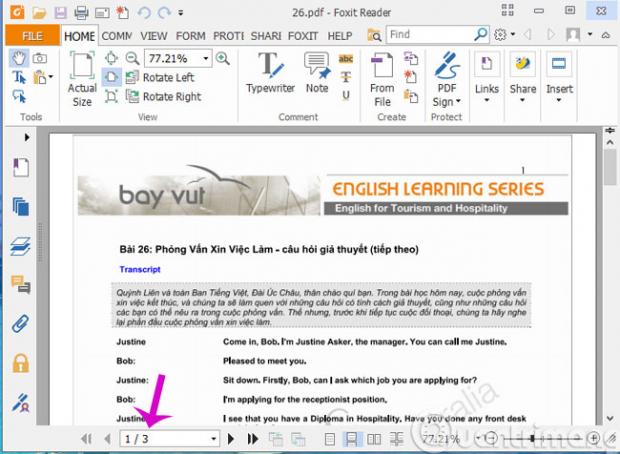 26.pdf - Foxit Reader
FILE HOME COMM VIEW FORM PROTE SHARI FOXIT HELP Find
77.21%
Actual Size
Rotate Left
Rotate Right
Typewriter
Note
From File
PDF Sign
Links
Share
Insert
Tools View Comment Create Protect
1
bay vut
ENGLISH LEARNING SERIES
English for Tourism and Hospitality
Bài 26: Phỏng Vấn Xin Việc Làm - câu hỏi giả thuyết (tiếp theo)
Transcript
Quỳnh Liên và toàn Ban Tiếng Việt, Đài Úc Châu, thân chào quí bạn. Trong bài học hôm nay, cuộc phỏng vấn
xin việc kết thúc, và chúng ta sẽ làm quen với những câu hỏi có tính cách giả thuyết, cũng như những câu hỏi
các bạn có thể nêu ra trong cuộc phỏng vấn. Thế nhưng, trước khi tiếp tục cuộc đối thoại, chúng ta hãy nghe
lại phần đầu cuộc phỏng vấn xin việc làm.
Justine Come in, Bob. I'm Justine Asker, the manager. You can call me Justine.
Bob: Pleased to meet you.
Justine: Sit down. Firstly, Bob, can I ask which job you are applying for?
Bob: I'm applying for the receptionist position.
Justine I see that you have a Diploma in Hospitality. Have you done any front desk
1 / 3
77.21%